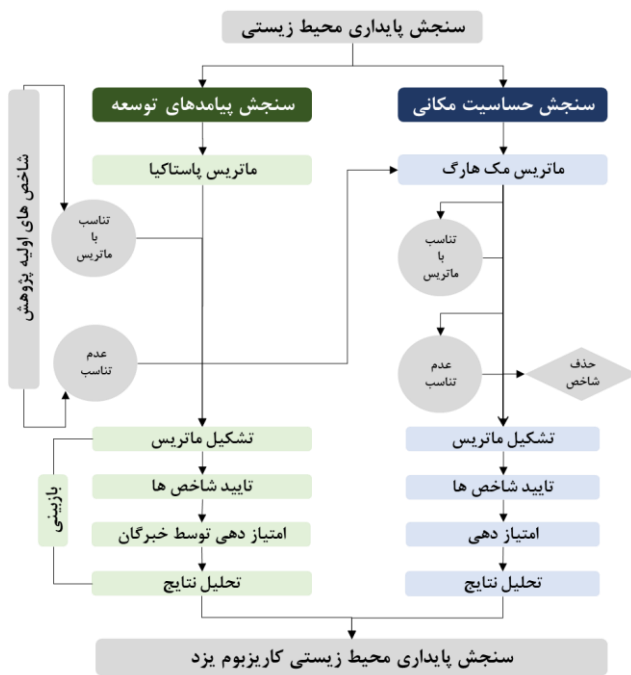 سنجش پایداری محیط زیستی
سنجش حساسیت مکانی
سنجش پیامدهای توسعه
ماتریس مک هارگ
ماتریس پاستاکیا
شاخص های اولیه پژوهش
تناسب
با
ماتریس
تناسب
با
ماتریس
عدم
تناسب
عدم
تناسب
حذف
شاخص
تشکیل ماتریس
تشکیل ماتریس
تایید شاخص ها
تایید شاخص ها
امتیاز دهی
امتیاز دهی توسط خبرگان
بازبینی
تحلیل نتایج
تحلیل نتایج
سنجش پایداری محیط زیستی کاریزبوم یزد